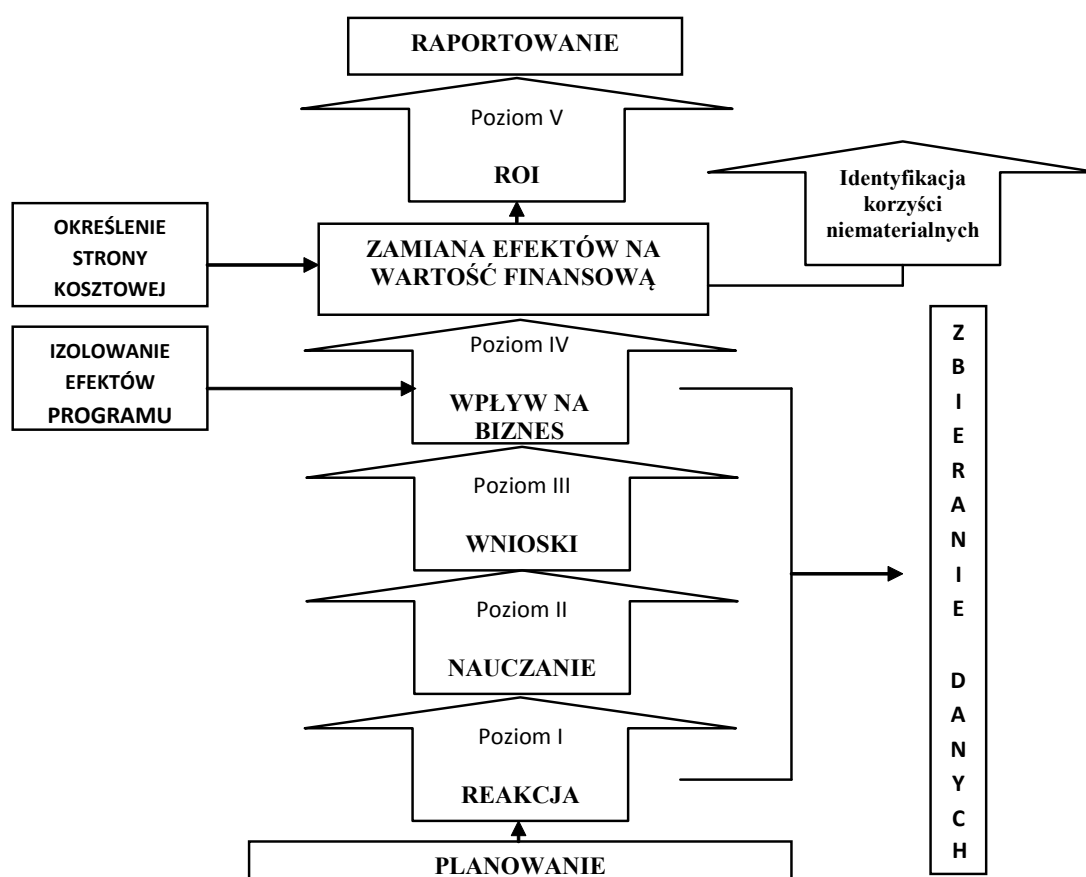 RAPORTOWANIE
Poziom V
ROI
Identyfikacja
korzyści
niematerialnych
OKREŚLENIE
STRONY
KOSZTOWEJ
ZAMIANA EFEKTÓW NA
WARTOŚĆ FINANSOWĄ
IZOLOWANIE
EFEKTÓW
PROGRAMU
Poziom IV
WPŁYW NA
BIZNES
Poziom III
WNIOSKI
Poziom II
NAUCZANIE
Poziom I
REAKCJA
PLANOWANIE
Z
B
I
E
R
A
N
I
E
D
A
N
Y
C
H